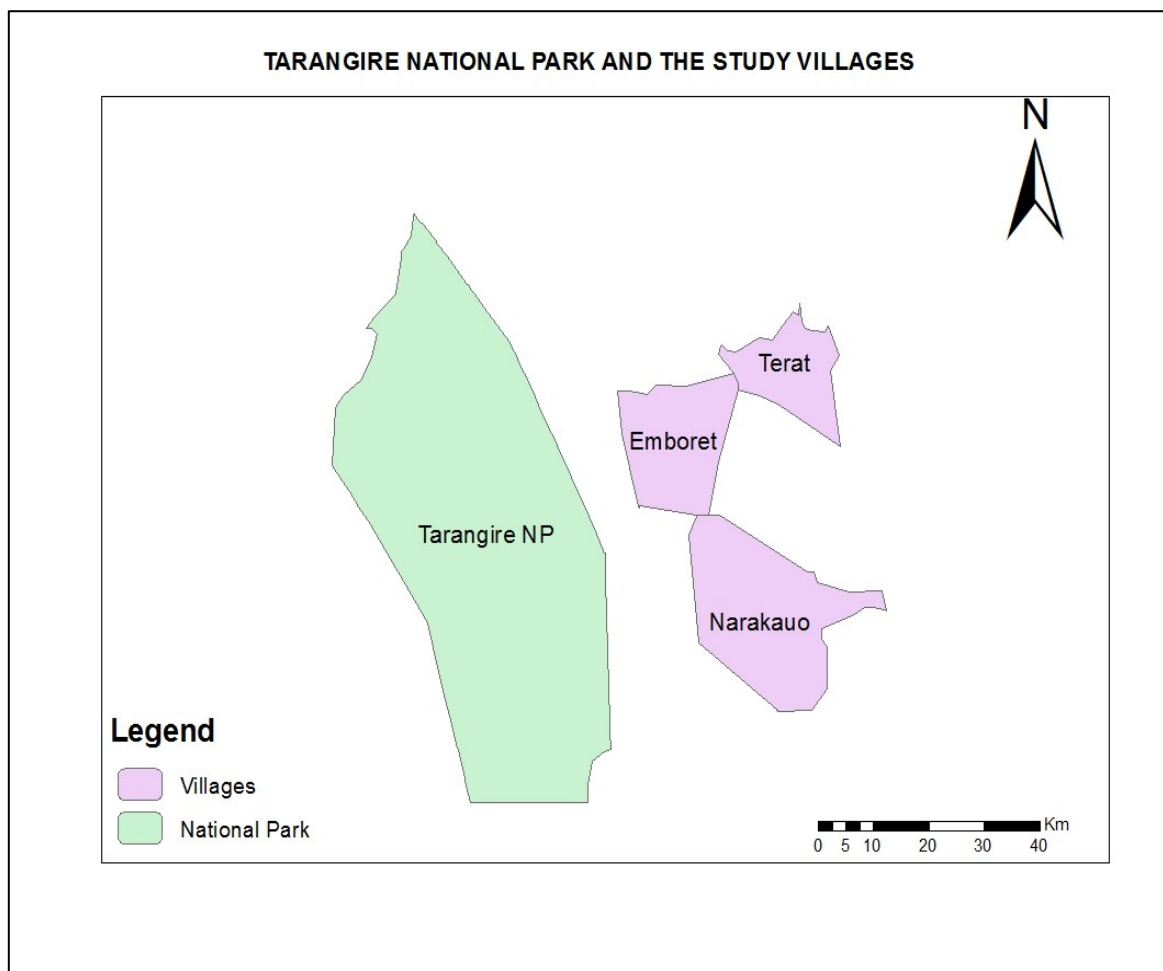 TARANGIRE NATIONAL PARK AND THE STUDY VILLAGES
N
Terat
Emboret
Tarangire NP
Narakauo
Legend
Villages
National Park
Km
0 5 10 20 30 40